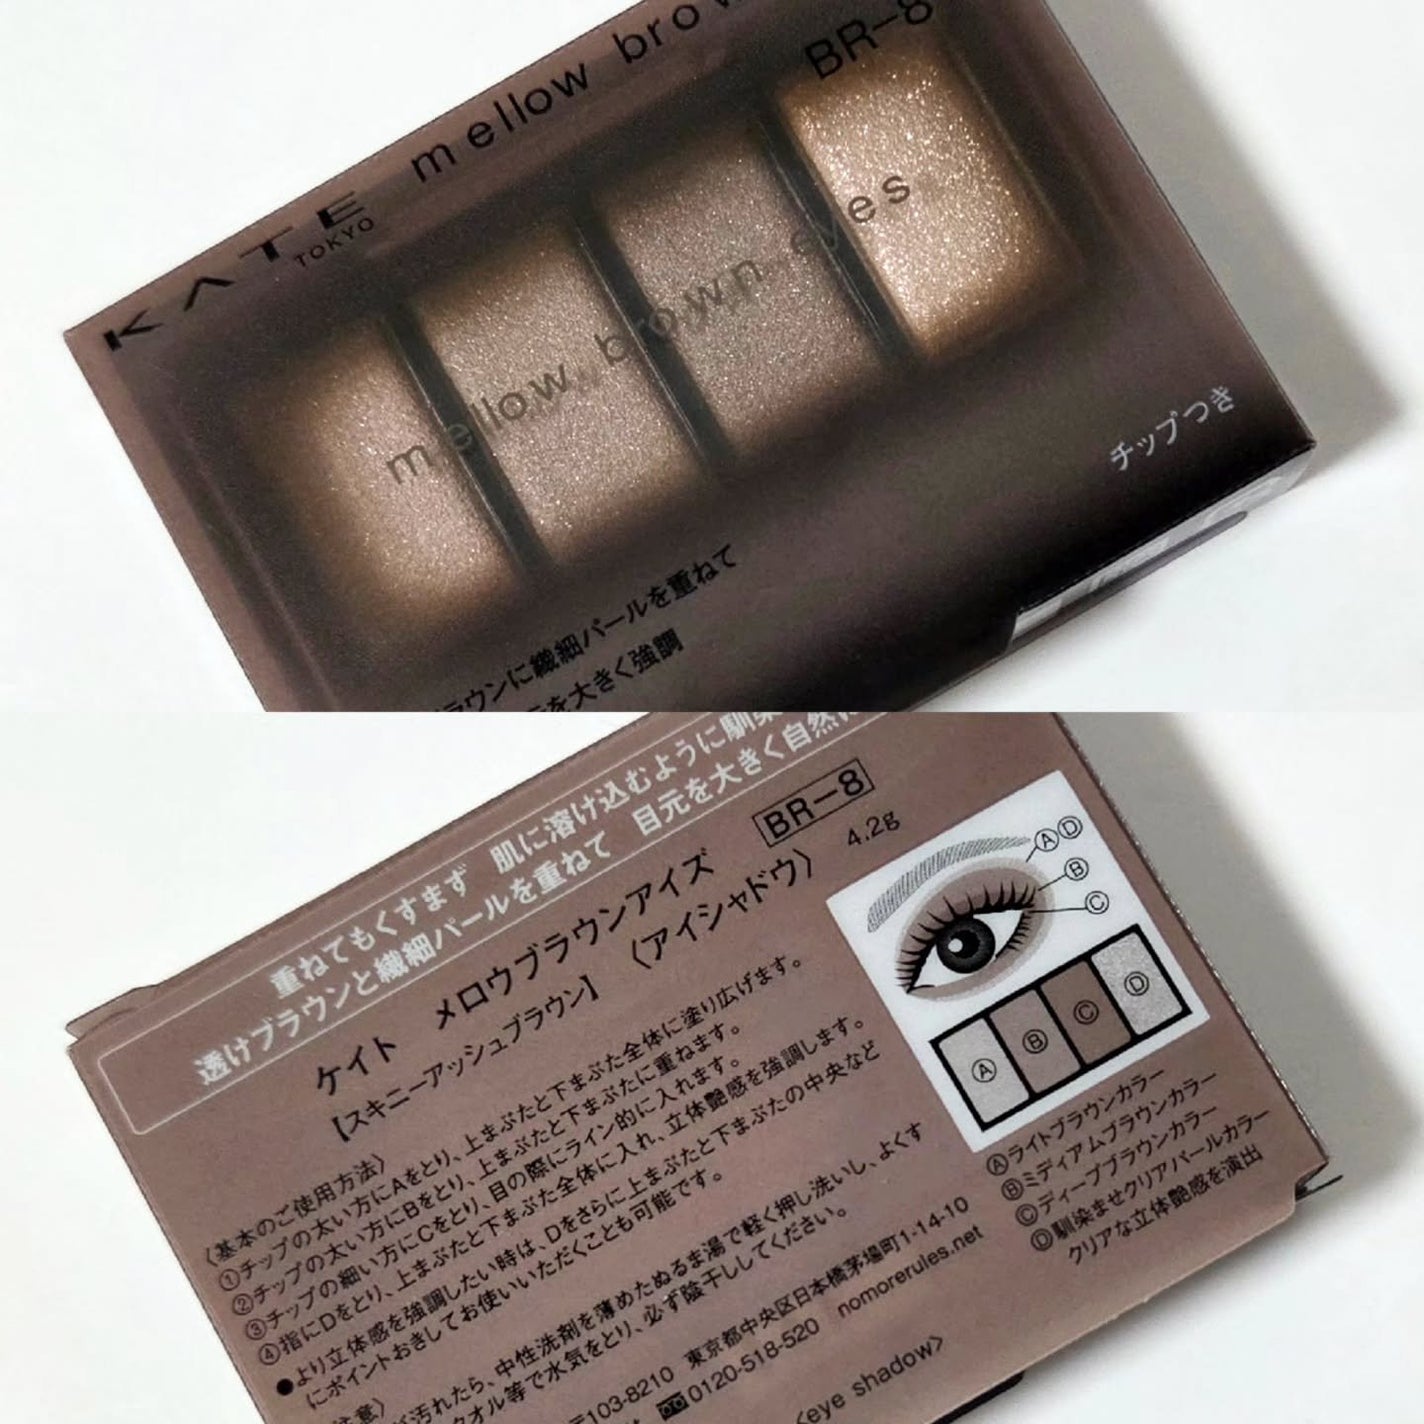 KATE
TOKYO
mellow brow
BR-8
mellow brown eyes
チップつき
ブラウンに繊細パールを重ねて
元を大きく強調
重ねてもくすまず 肌に溶け込むように馴染
透けブラウンと繊細パールを重ねて 目元を大きく自然に
ケイト メロウブラウンアイズ BR-8
【スキニーアッシュブラウン】 〈アイシャドウ〉 4.2g
〈基本のご使用方法〉
①チップの太い方にAをとり、上まぶたと下まぶた全体に塗り広げます。
②チップの太い方にBをとり、上まぶたと下まぶたに重ねます。
③チップの細い方にCをとり、目の際にライン的に入れます。
④指にDをとり、上まぶたと下まぶた全体に入れ、立体艶感を強調します。
●より立体感を強調したい時は、Dをさらに上まぶたと下まぶたの中央など
にポイントおきしてお使いいただくことも可能です。
注意〉
が汚れたら、中性洗剤を薄めたぬるま湯で軽く押し洗いし、よくすす
タオル等で水気をとり、必ず陰干ししてください。
〒103-8210 東京都中央区日本橋茅場町1-14-10
0120-518-520 nomorerules.net
<eye shadow>
ⒶⒹ
Ⓑ
Ⓒ
Ⓐ Ⓑ Ⓒ Ⓓ
Ⓐライトブラウンカラー
Ⓑミディアムブラウンカラー
Ⓒディープブラウンカラー
Ⓓ馴染ませクリアパールカラー
クリアな立体艶感を演出